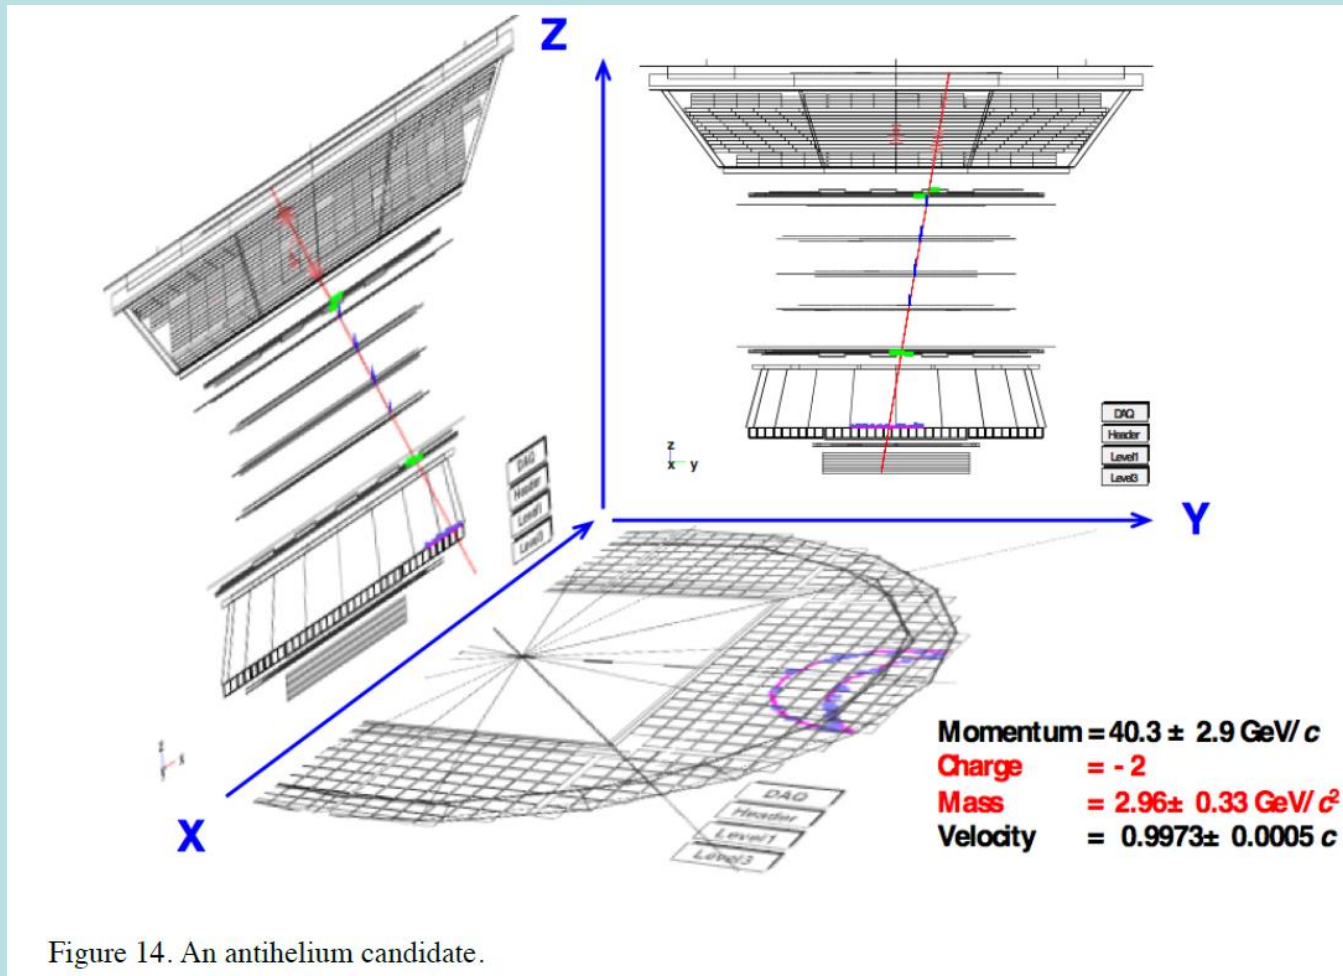 Z
DAQ
Header
Level1
Level3
z
x y
DAQ
Header
Level1
Level3
Y
X
DAQ
Header
Level1
Level3
Momentum = 40.3 ± 2.9 GeV/c
Charge = - 2
Mass = 2.96± 0.33 GeV/c²
Velocity = 0.9973± 0.0005 c
Figure 14. An antihelium candidate.